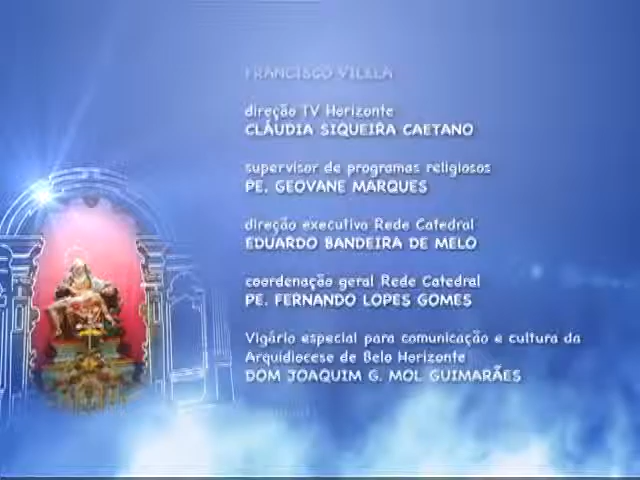 FRANCISCO VILELA
direção TV Horizonte
CLÁUDIA SIQUEIRA CAETANO
supervisor de programas religiosos
PE. GEOVANE MARQUES
direção executiva Rede Catedral
EDUARDO BANDEIRA DE MELO
coordenação geral Rede Catedral
PE. FERNANDO LOPES GOMES
Vigário especial para comunicação e cultura da
Arquidiocese de Belo Horizonte
DOM JOAQUIM G. MOL GUIMARÃES